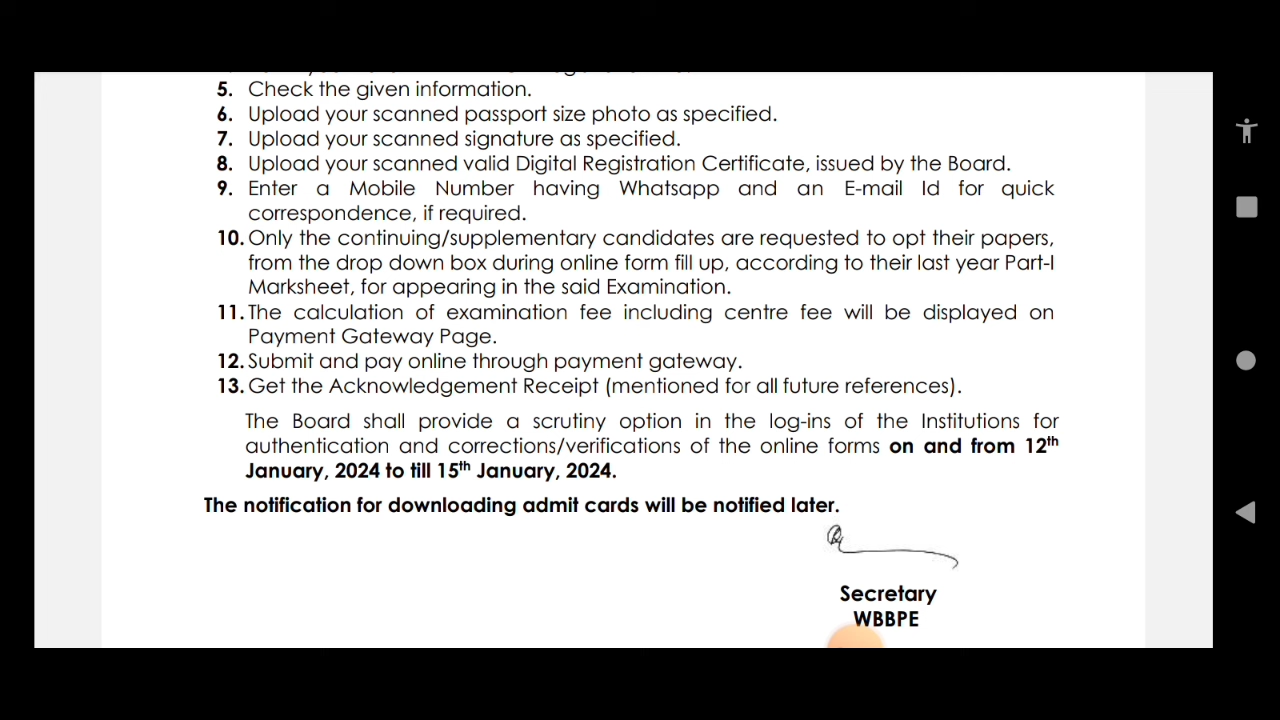 5. Check the given information.
6. Upload your scanned passport size photo as specified.
7. Upload your scanned signature as specified.
8. Upload your scanned valid Digital Registration Certificate, issued by the Board.
9. Enter a Mobile Number having Whatsapp and an E-mail Id for quick
correspondence, if required.
10. Only the continuing/supplementary candidates are requested to opt their papers,
from the drop down box during online form fill up, according to their last year Part-I
Marksheet, for appearing in the said Examination.
11. The calculation of examination fee including centre fee will be displayed on
Payment Gateway Page.
12. Submit and pay online through payment gateway.
13. Get the Acknowledgement Receipt (mentioned for all future references).
The Board shall provide a scrutiny option in the log-ins of the Institutions for
authentication and corrections/verifications of the online forms on and from 12th
January, 2024 to till 15th January, 2024.
The notification for downloading admit cards will be notified later.
Secretary
WBBPE